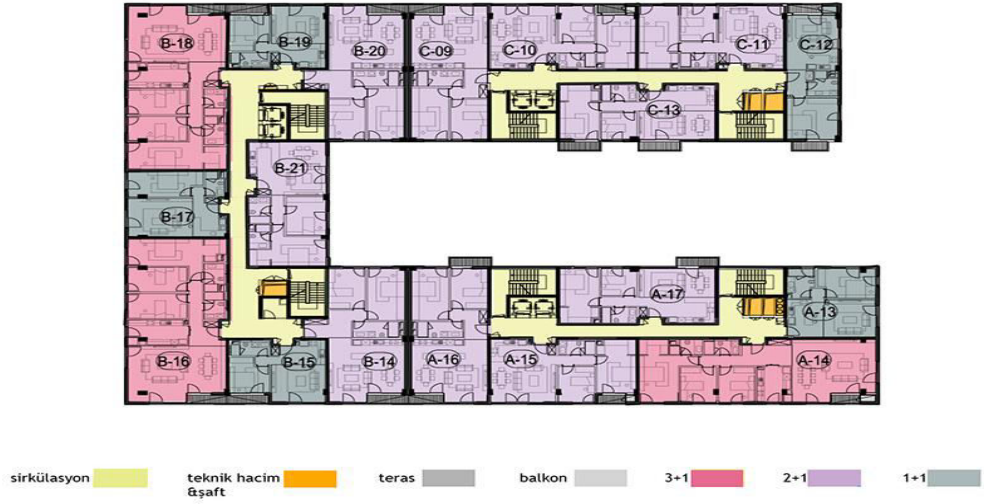 B-18
B-19
B-20
C-09
C-10
C-11
C-12
C-13
B-21
B-17
A-17
A-13
B-16
B-15
B-14
A-16
A-15
A-14
sirkülasyon
teknik hacim
&şaft
teras
balkon
3+1
2+1
1+1